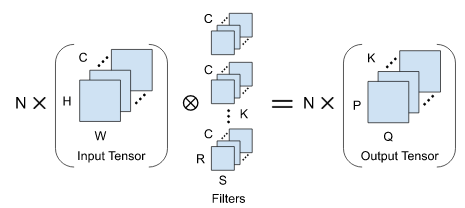 C
C
C
K
N ×
H
⊗
K
= N ×
P
C
W
R
Q
Input Tensor
S
Output Tensor
Filters